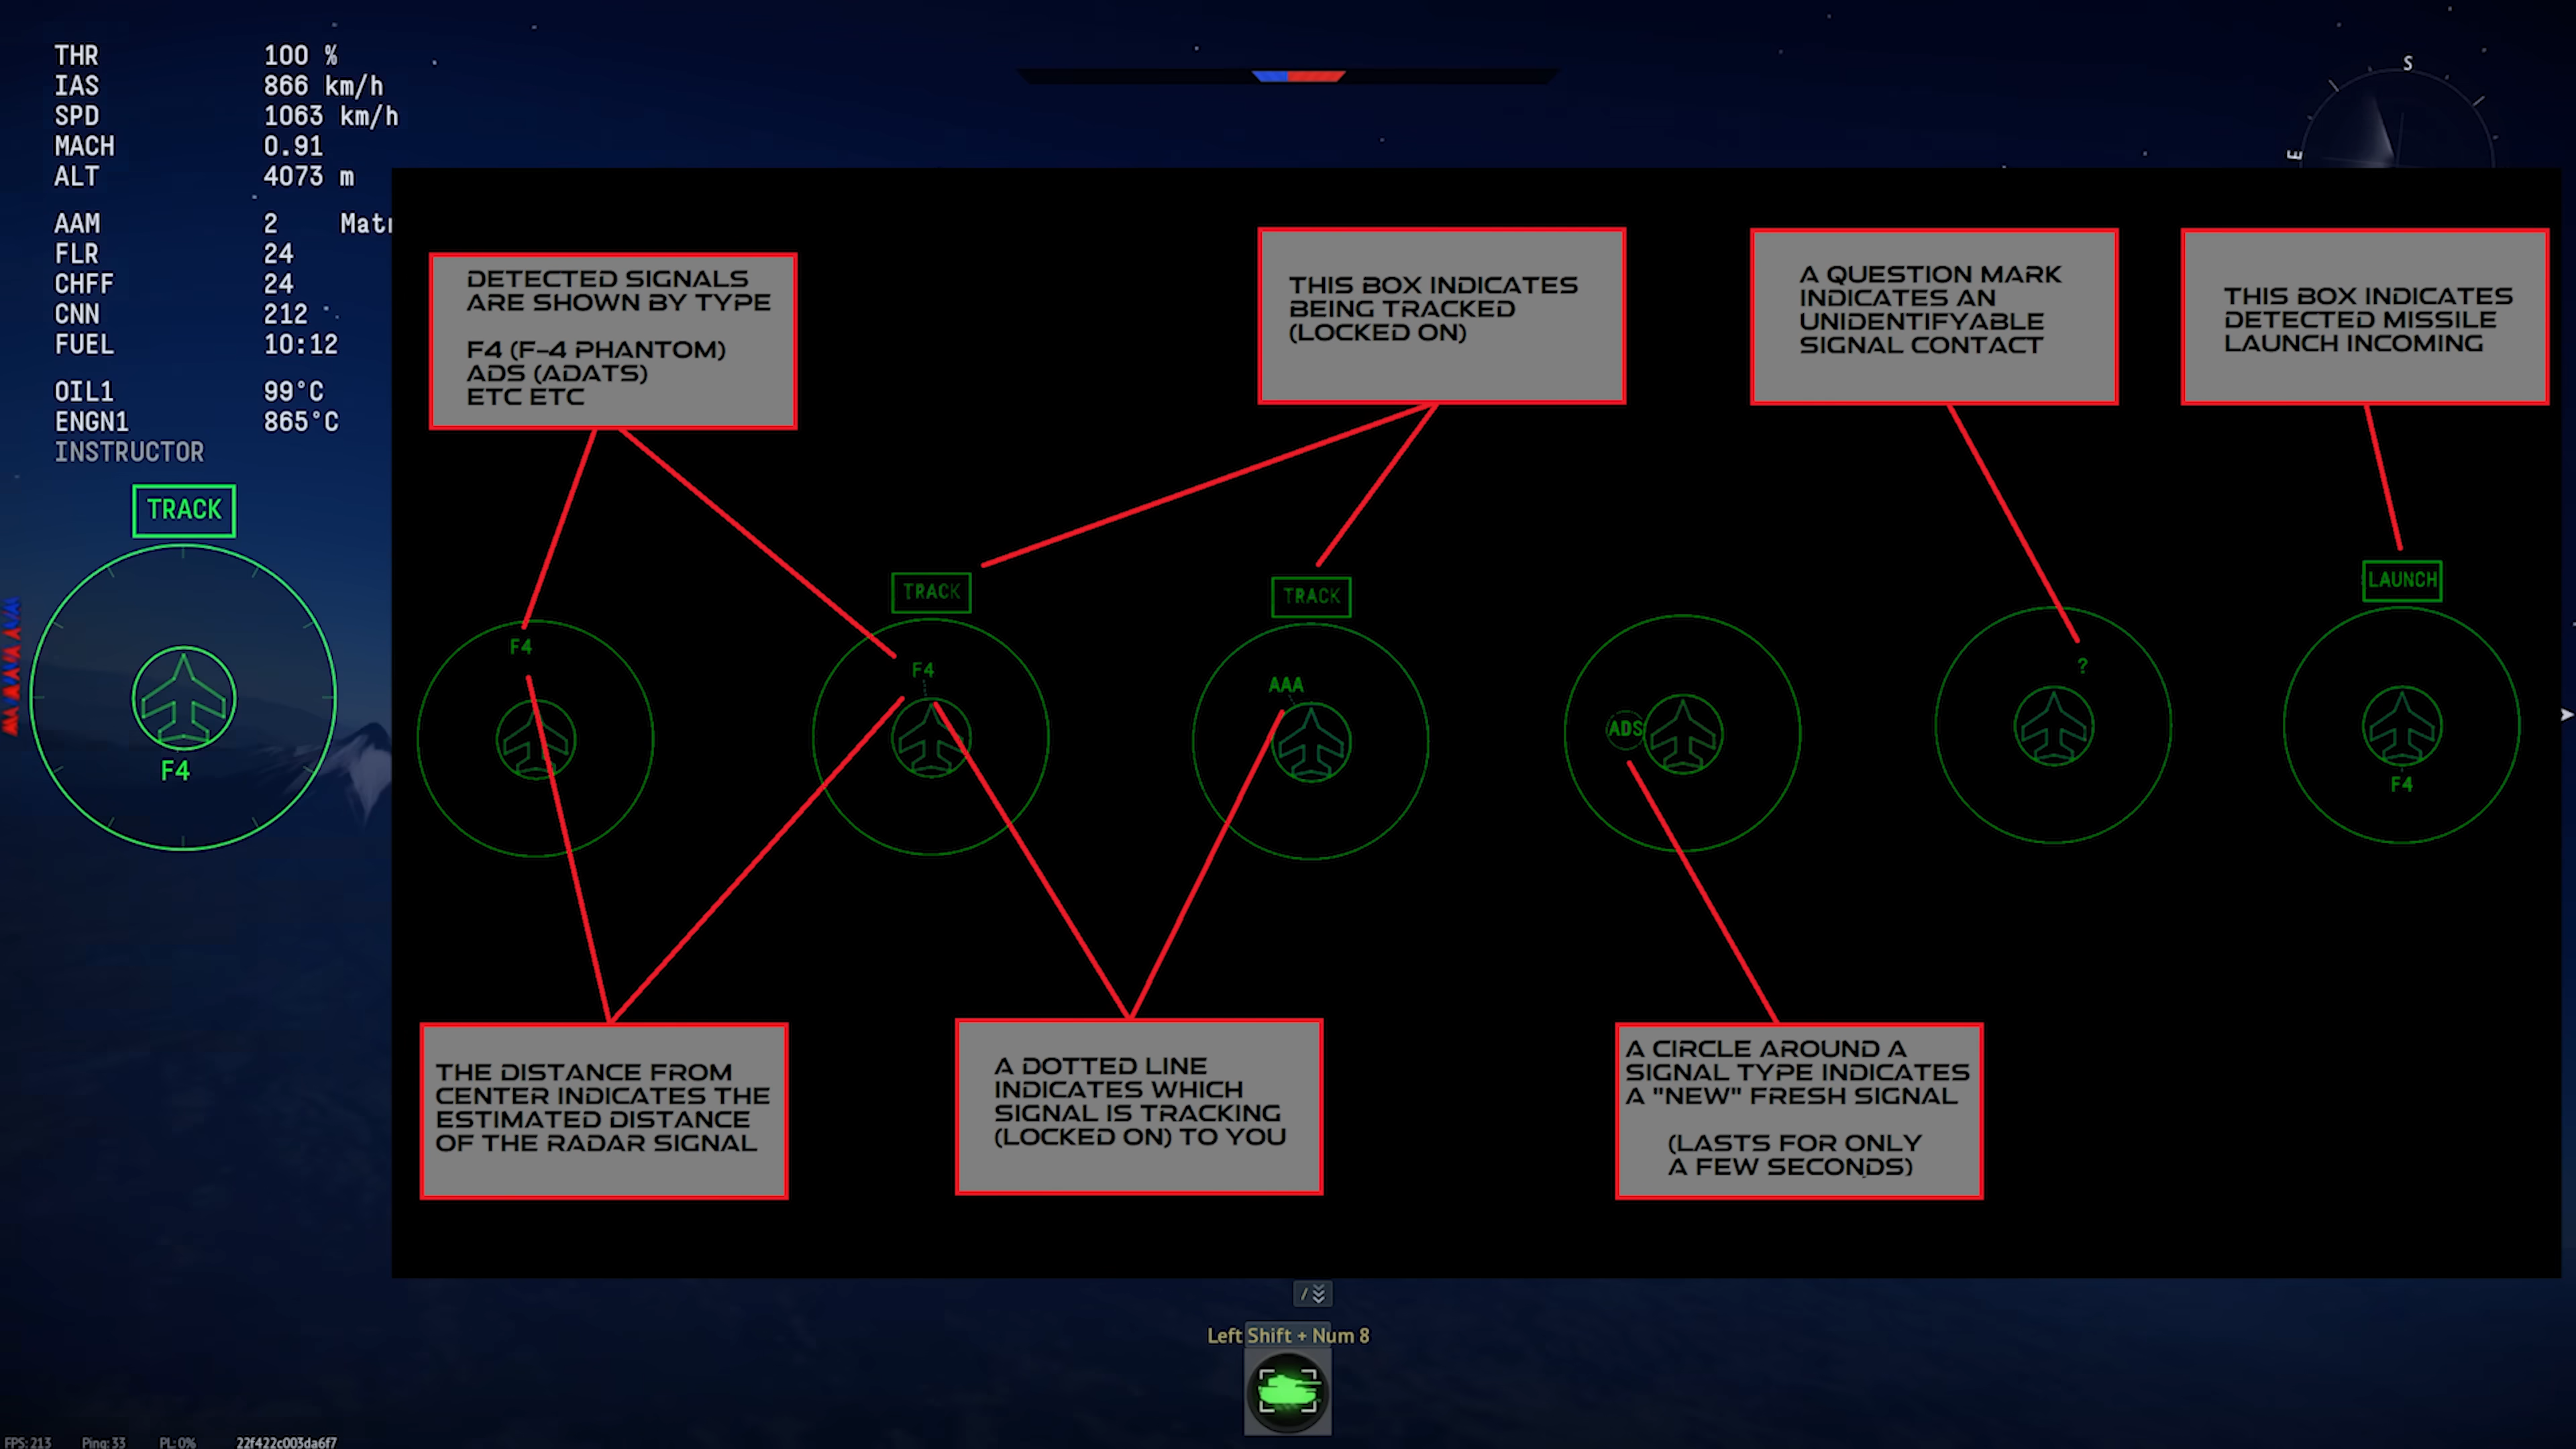 THR 100 %
IAS 866 km/h
SPD 1063 km/h
MACH 0.91
ALT 4073 m
AAM 2
FLR 24
CHFF 24
CNN 212
FUEL 10:12
OIL1 99°C
ENGN1 865°C
INSTRUCTOR
TRACK
F4
S
E
DETECTED SIGNALS
ARE SHOWN BY TYPE
F4 (F-4 PHANTOM)
ADS (ADATS)
ETC ETC
THIS BOX INDICATES
BEING TRACKED
(LOCKED ON)
A QUESTION MARK
INDICATES AN
UNIDENTIFYABLE
SIGNAL CONTACT
THIS BOX INDICATES
DETECTED MISSILE
LAUNCH INCOMING
F4
TRACK
F4
TRACK
AAA
ADS
?
LAUNCH
F4
THE DISTANCE FROM
CENTER INDICATES THE
ESTIMATED DISTANCE
OF THE RADAR SIGNAL
A DOTTED LINE
INDICATES WHICH
SIGNAL IS TRACKING
(LOCKED ON) TO YOU
A CIRCLE AROUND A
SIGNAL TYPE INDICATES
A "NEW" FRESH SIGNAL
(LASTS FOR ONLY
A FEW SECONDS)
Left Shift + Num 8
FPS:213 Ping:33 PL:0% 22f422c003da6f7